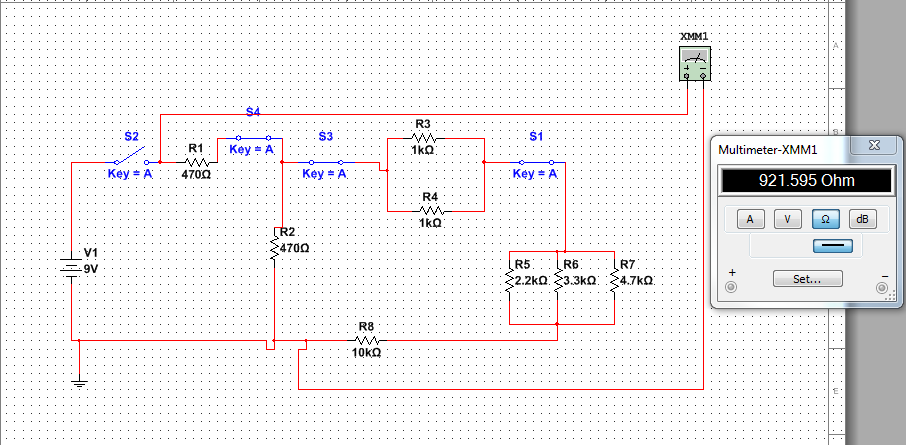 XMM1
+ −
A
S4
S2
S3
R3
S1
Key = A
R1
Key = A
1kΩ
Key = A
470Ω
Key = A
Key = A
R4
1kΩ
R2
470Ω
V1
9V
R5 R6 R7
2.2kΩ 3.3kΩ 4.7kΩ
R8
10kΩ
E
Multimeter-XMM1
921.595 Ohm
A V Ω dB
+ Set... −